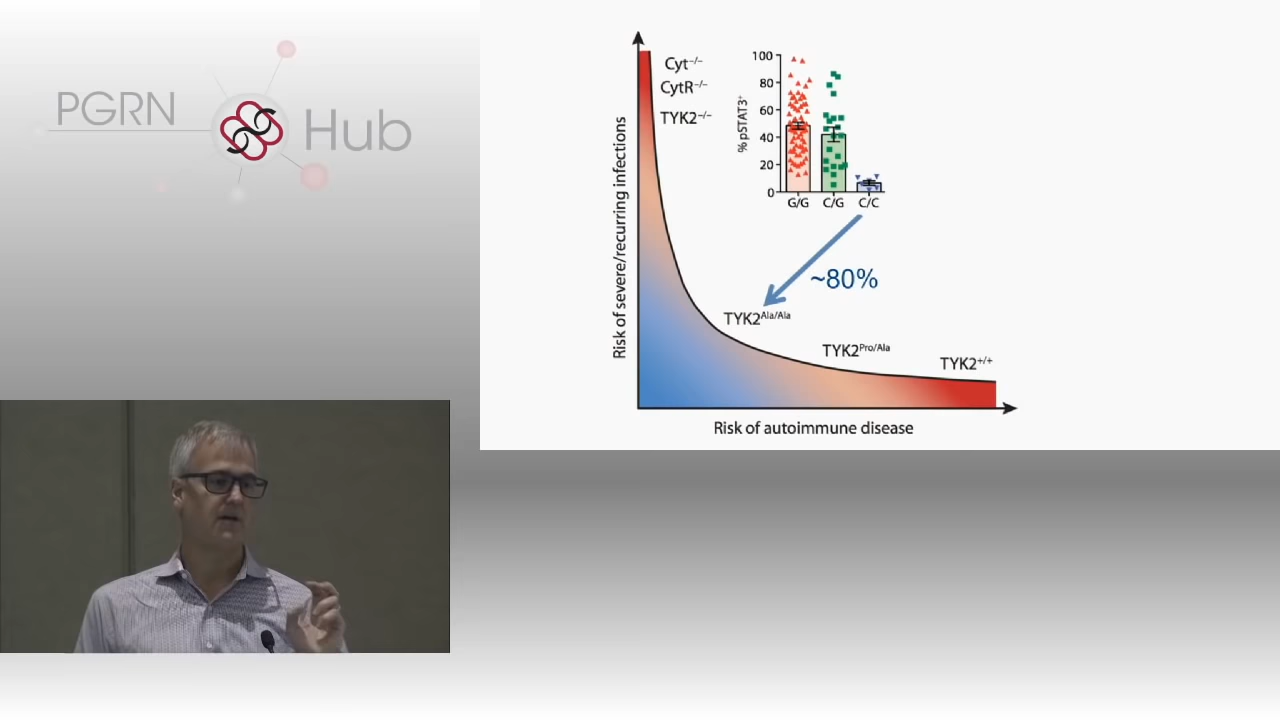 PGRN
Hub
Risk of severe/recurring infections
Cyt−/−
CytR−/−
TYK2−/−
% pSTAT3+
100
80
60
40
20
0
G/G C/G C/C
~80%
TYK2Ala/Ala
TYK2Pro/Ala
TYK2+/+
Risk of autoimmune disease